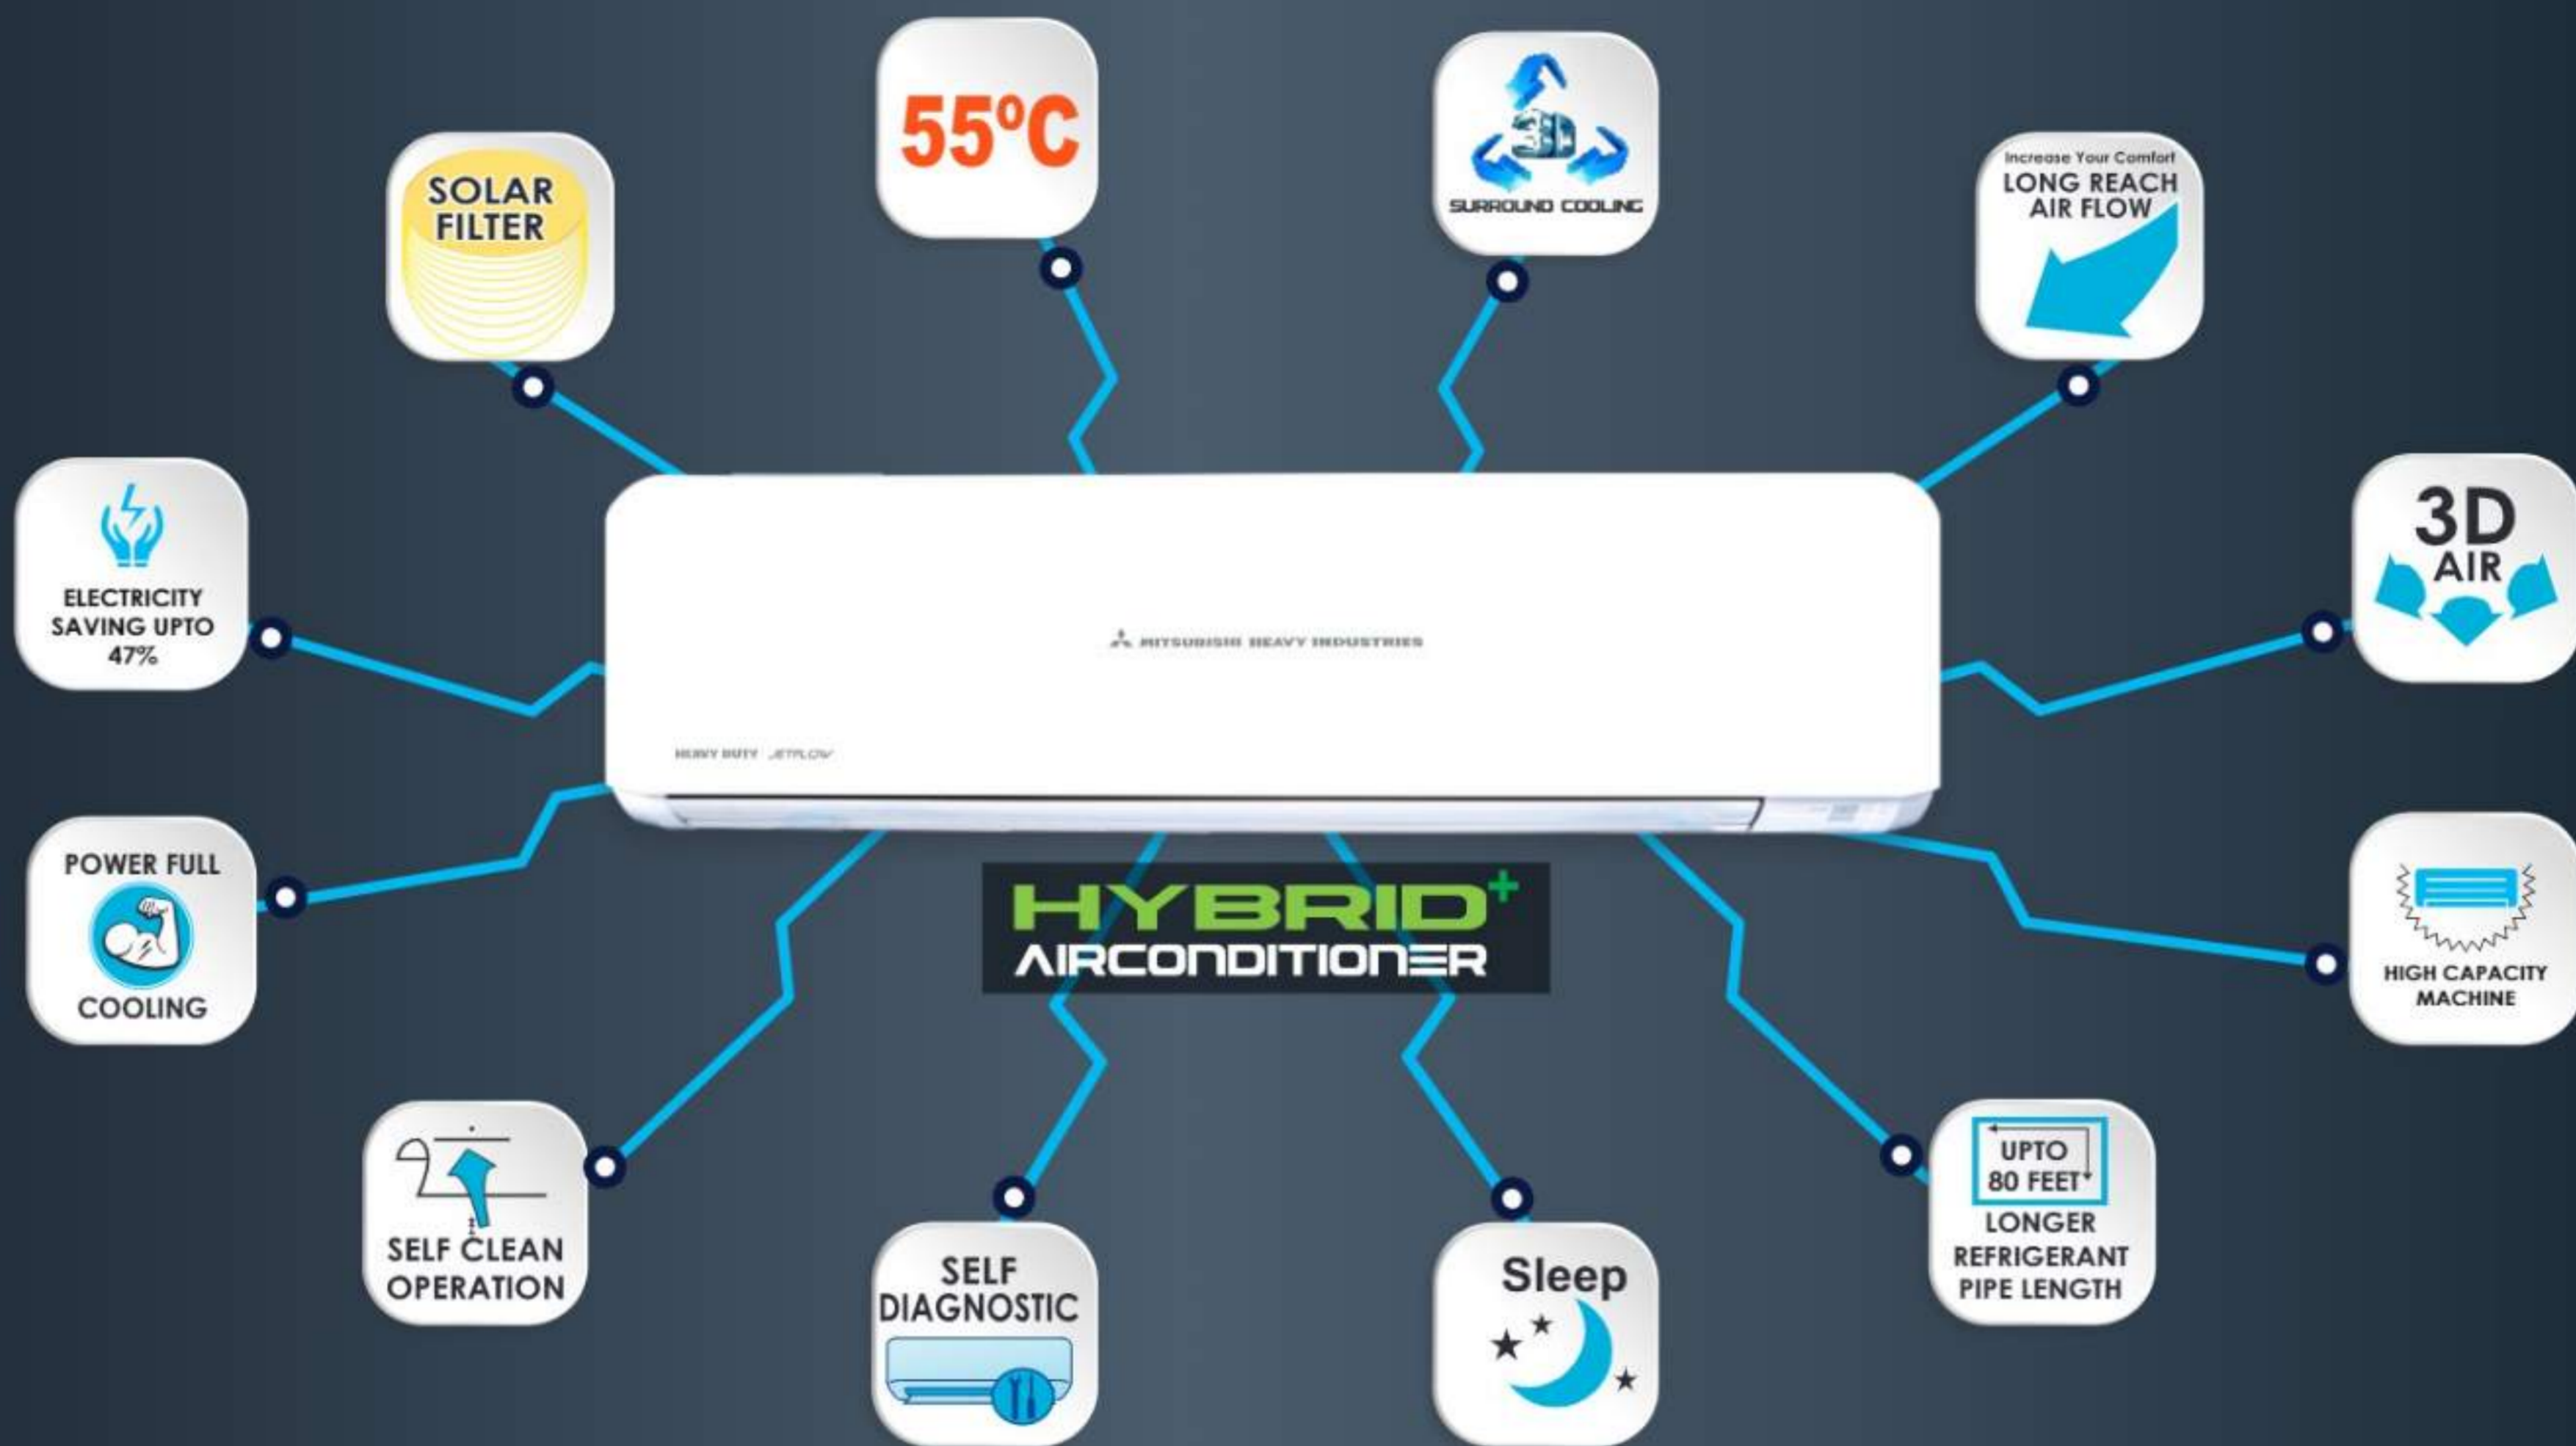 55ºC
3D
SURROUND COOLING
SOLAR
FILTER
Increase Your Comfort
LONG REACH
AIR FLOW
ELECTRICITY
SAVING UPTO
47%
3D
AIR
MITSUBISHI HEAVY INDUSTRIES
HEAVY DUTY JETFLOW
POWER FULL
COOLING
HYBRID+
AIRCONDITIONER
HIGH CAPACITY
MACHINE
SELF CLEAN
OPERATION
SELF
DIAGNOSTIC
Sleep
UPTO
80 FEET
LONGER
REFRIGERANT
PIPE LENGTH